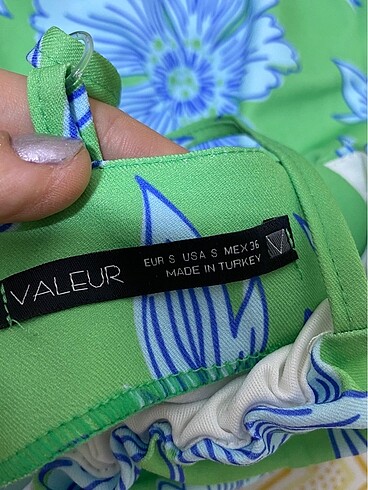 VALEUR
EUR S USA S MEX 36
MADE IN TURKEY